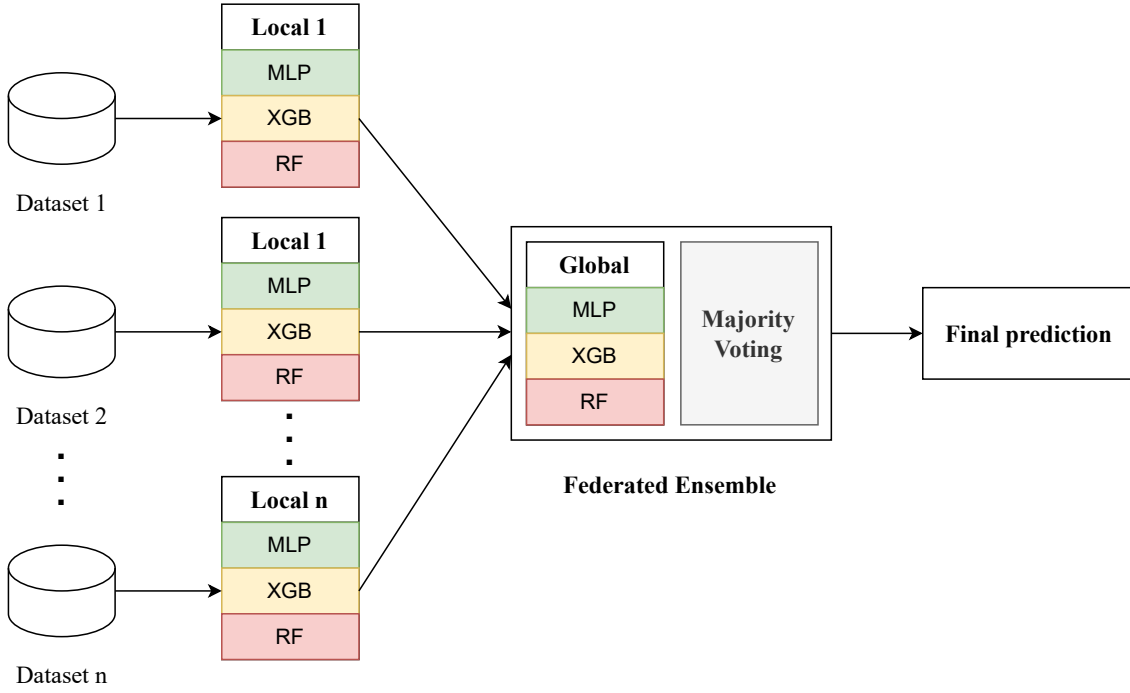 Local 1
MLP
XGB
RF
Dataset 1
Local 1
MLP
XGB
RF
Dataset 2
Local n
MLP
XGB
RF
Dataset n
Global
MLP
XGB
RF
Majority
Voting
Federated Ensemble
Final prediction